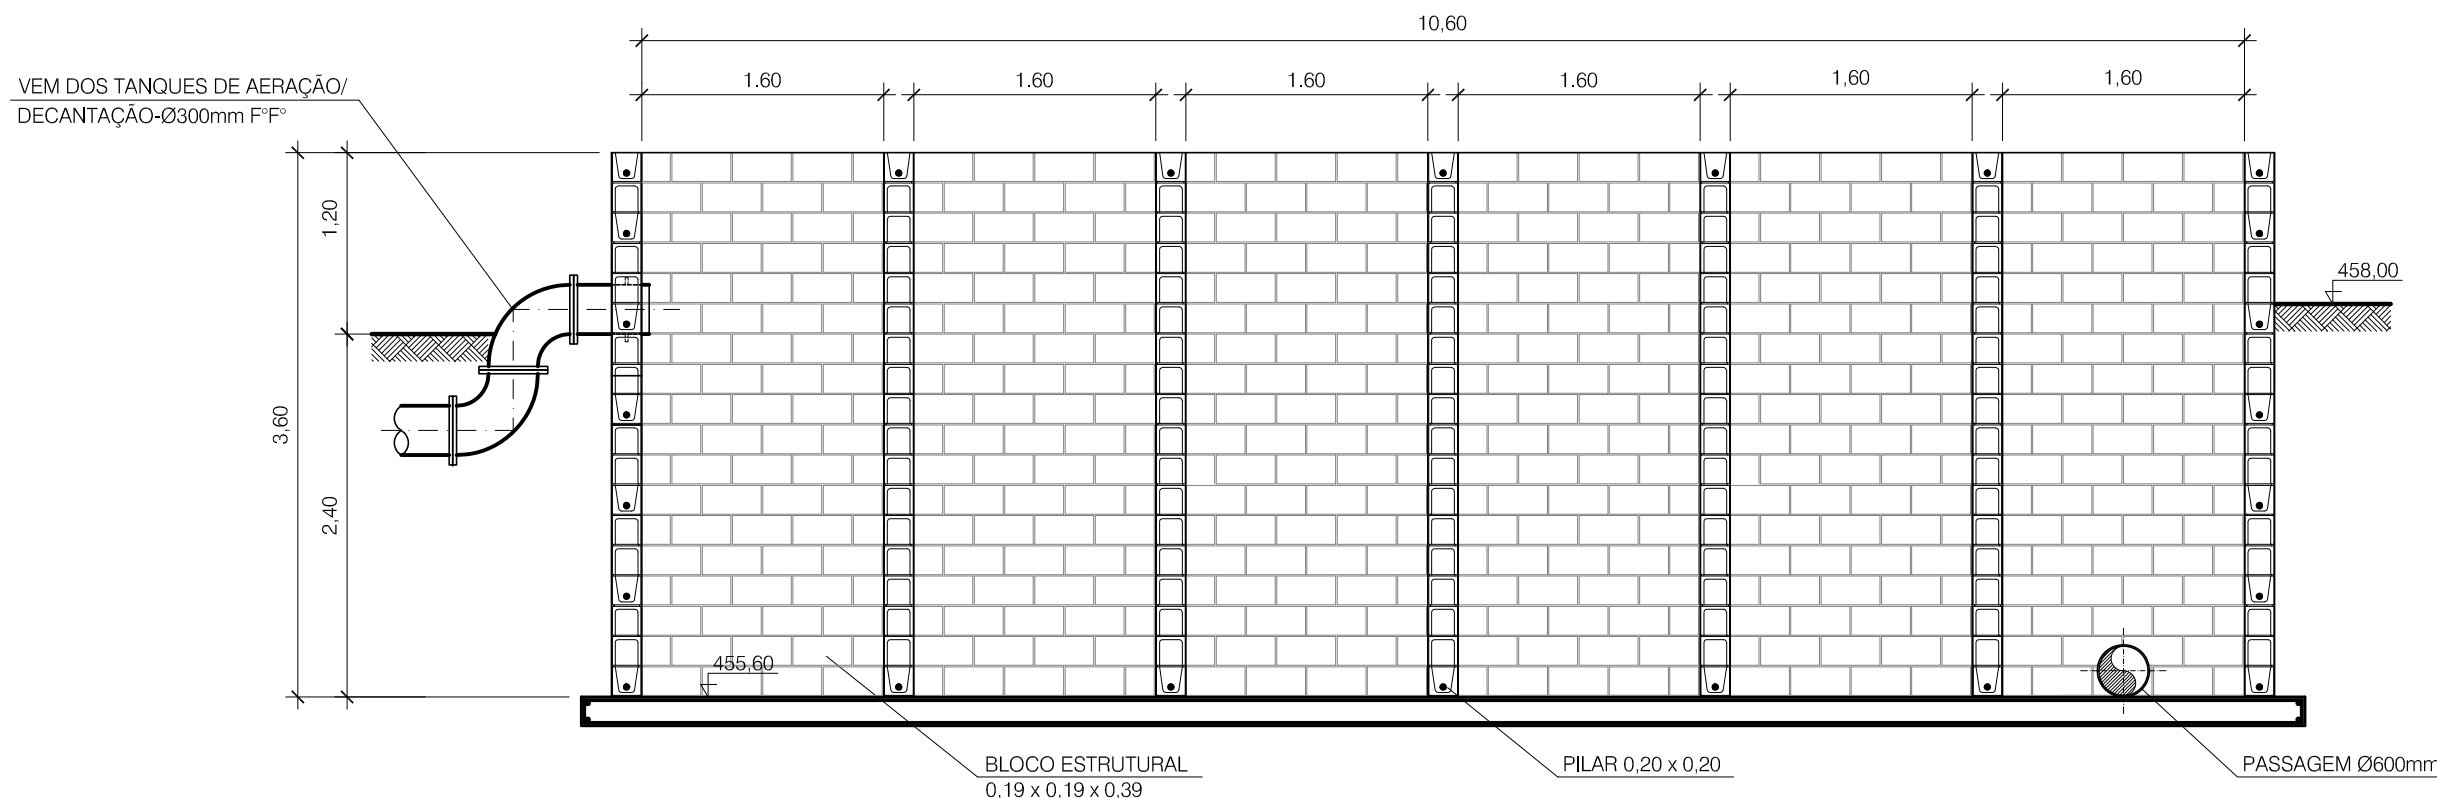 10,60
VEM DOS TANQUES DE AERAÇÃO/
DECANTAÇÃO-Ø300mm F°F°
1.60
1.60
1.60
1.60
1,60
1,60
1,20
3,60
2,40
458,00
455,60
BLOCO ESTRUTURAL
0,19 x 0,19 x 0,39
PILAR 0,20 x 0,20
PASSAGEM Ø600mm